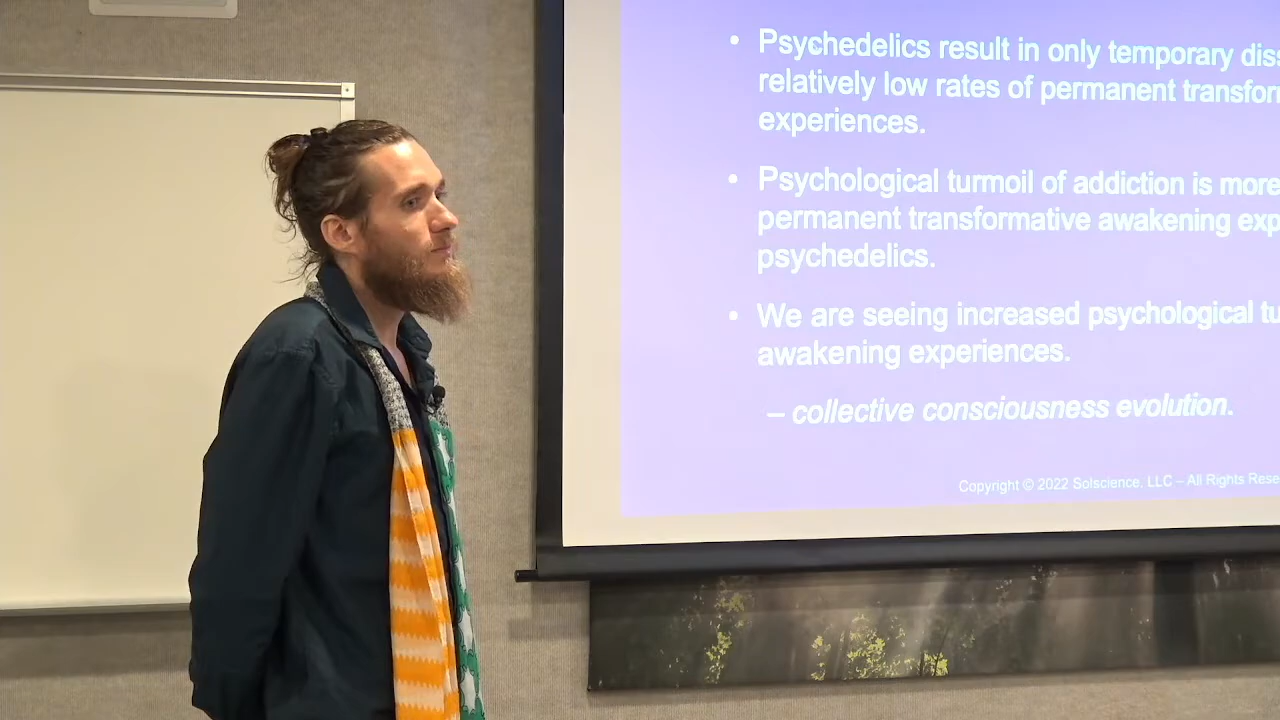 • Psychedelics result in only temporary
relatively low rates of permanent
experiences.
• Psychological turmoil of addiction is more
permanent transformative awakening
psychedelics.
• We are seeing increased psychological
awakening experiences.
– collective consciousness evolution.
Copyright © 2022 Solscience, LLC – All Rights